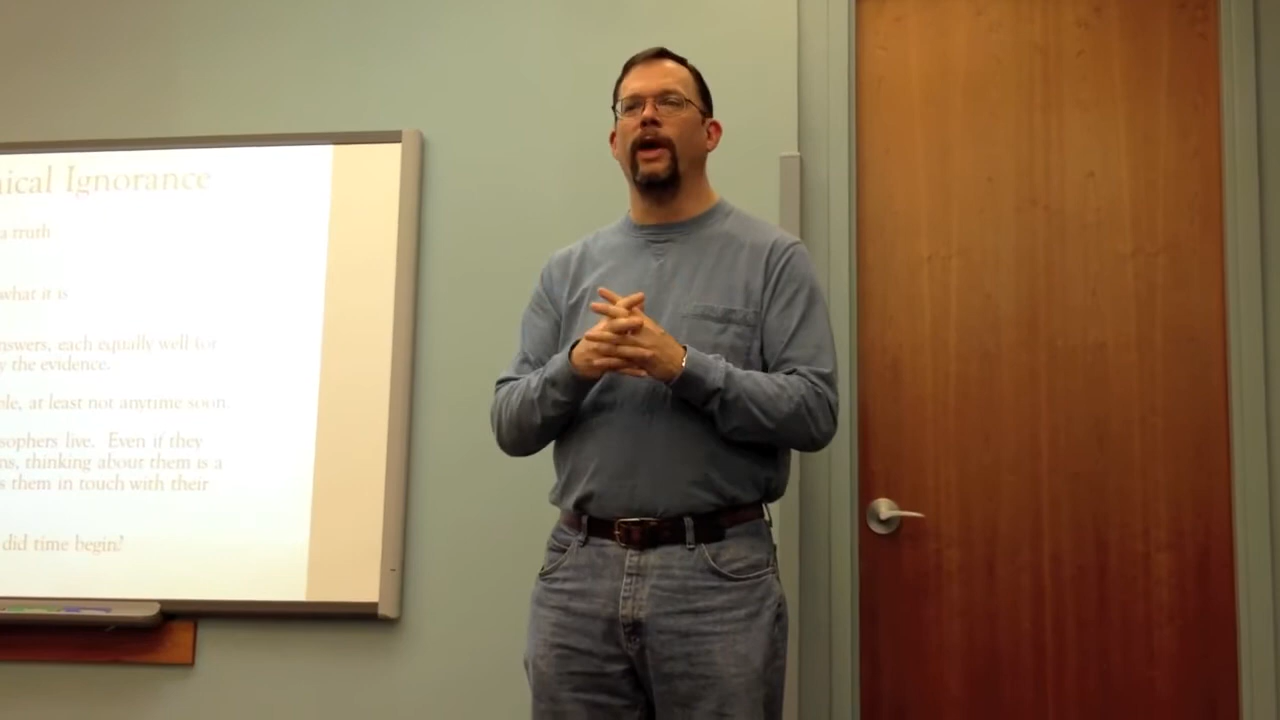 ical Ignorance
a truth
what it is
nswers, each equally well for
y the evidence.
ble, at least not anytime soon.
sophers live. Even if they
ns, thinking about them is a
s them in touch with their
did time begin?